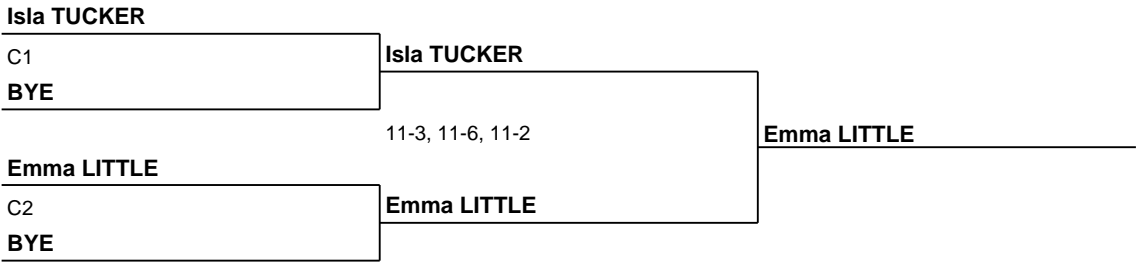 Isla TUCKER
C1
BYE
Isla TUCKER
11-3, 11-6, 11-2
Emma LITTLE
Emma LITTLE
C2
BYE
Emma LITTLE